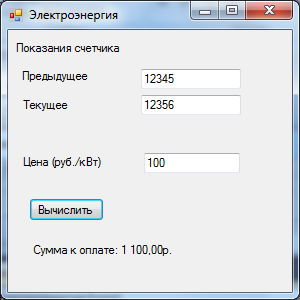 Электроэнергия
Показания счетчика
Предыдущее 12345
Текущее 12356
Цена (руб./кВт) 100
Вычислить
Сумма к оплате: 1 100,00р.